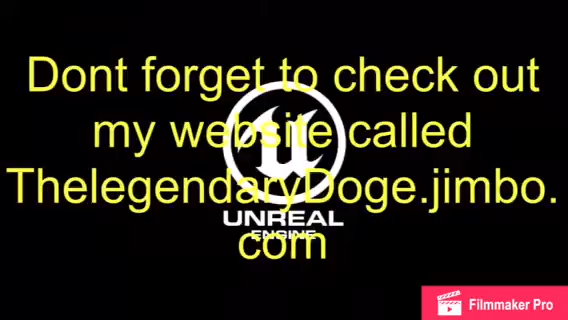 Dont forget to check out
my website called
ThelegendaryDoge.jimbo.
com
UNREAL
ENGINE
Filmmaker Pro